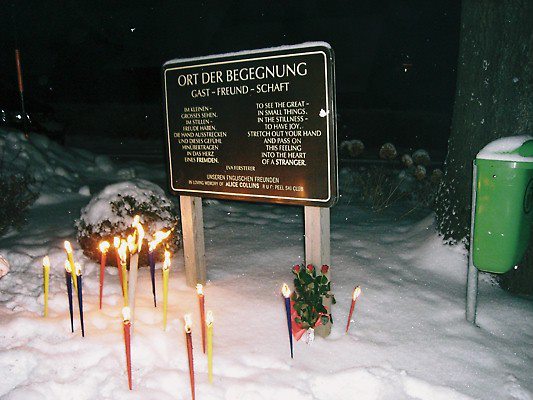 ORT DER BEGEGNUNG
GAST – FREUND – SCHAFT
IM KLEINEN –
GROSSES SEHEN.
IM STILLEN –
FREUDE HABEN.
DIE HAND AUSSTRECKEN
UND DIESES GEFÜHL
MITTRAGEN
IN DAS HERZ
EINES FREMDEN.
TO SEE THE GREAT –
IN SMALL THINGS.
IN THE STILLNESS –
TO HAVE JOY.
STRETCH OUT YOUR HAND
AND PASS ON
THIS FEELING
INTO THE HEART
OF A STRANGER.
UNSEREN ENGLISCHEN FREUNDEN
IN LOVING MEMORY OF ALICE COLLINS PEEL SKI CLUB